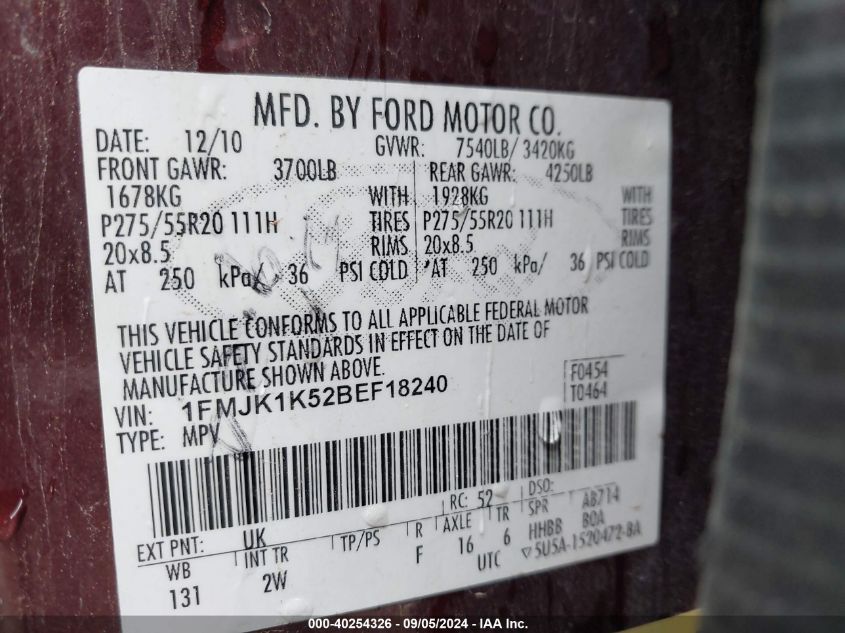 MFD. BY FORD MOTOR CO.
DATE: 12/10 GVWR: 7540LB/ 3420KG
FRONT GAWR: 3700LB REAR GAWR: 4250LB
1678KG WITH 1928KG WITH
P275/55R20 111H TIRES P275/55R20 111H TIRES
20x8.5 RIMS 20x8.5 RIMS
AT 250 kPa/ 36 PSI COLD AT 250 kPa/ 36 PSI COLD
THIS VEHICLE CONFORMS TO ALL APPLICABLE FEDERAL MOTOR
VEHICLE SAFETY STANDARDS IN EFFECT ON THE DATE OF
MANUFACTURE SHOWN ABOVE.
VIN: 1FMJK1K52BEF18240 F0454
TYPE: MPV T0464
EXT PNT: UK RC: 52 DSO:
WB INT TR TP/PS R AXLE TR SPR AB714
131 2W F 16 6 HHBB BOA
UTC 5U5A-1520472-BA
000-40254326 - 09/05/2024 - IAA Inc.